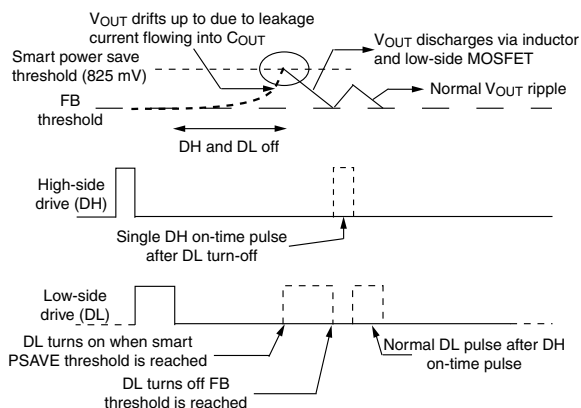 VOUT drifts up to due to leakage
current flowing into COUT
Smart power save
threshold (825 mV)
FB
threshold
VOUT discharges via inductor
and low-side MOSFET
Normal VOUT ripple
DH and DL off
High-side
drive (DH)
Single DH on-time pulse
after DL turn-off
Low-side
drive (DL)
DL turns on when smart
PSAVE threshold is reached
Normal DL pulse after DH
on-time pulse
DL turns off FB
threshold is reached